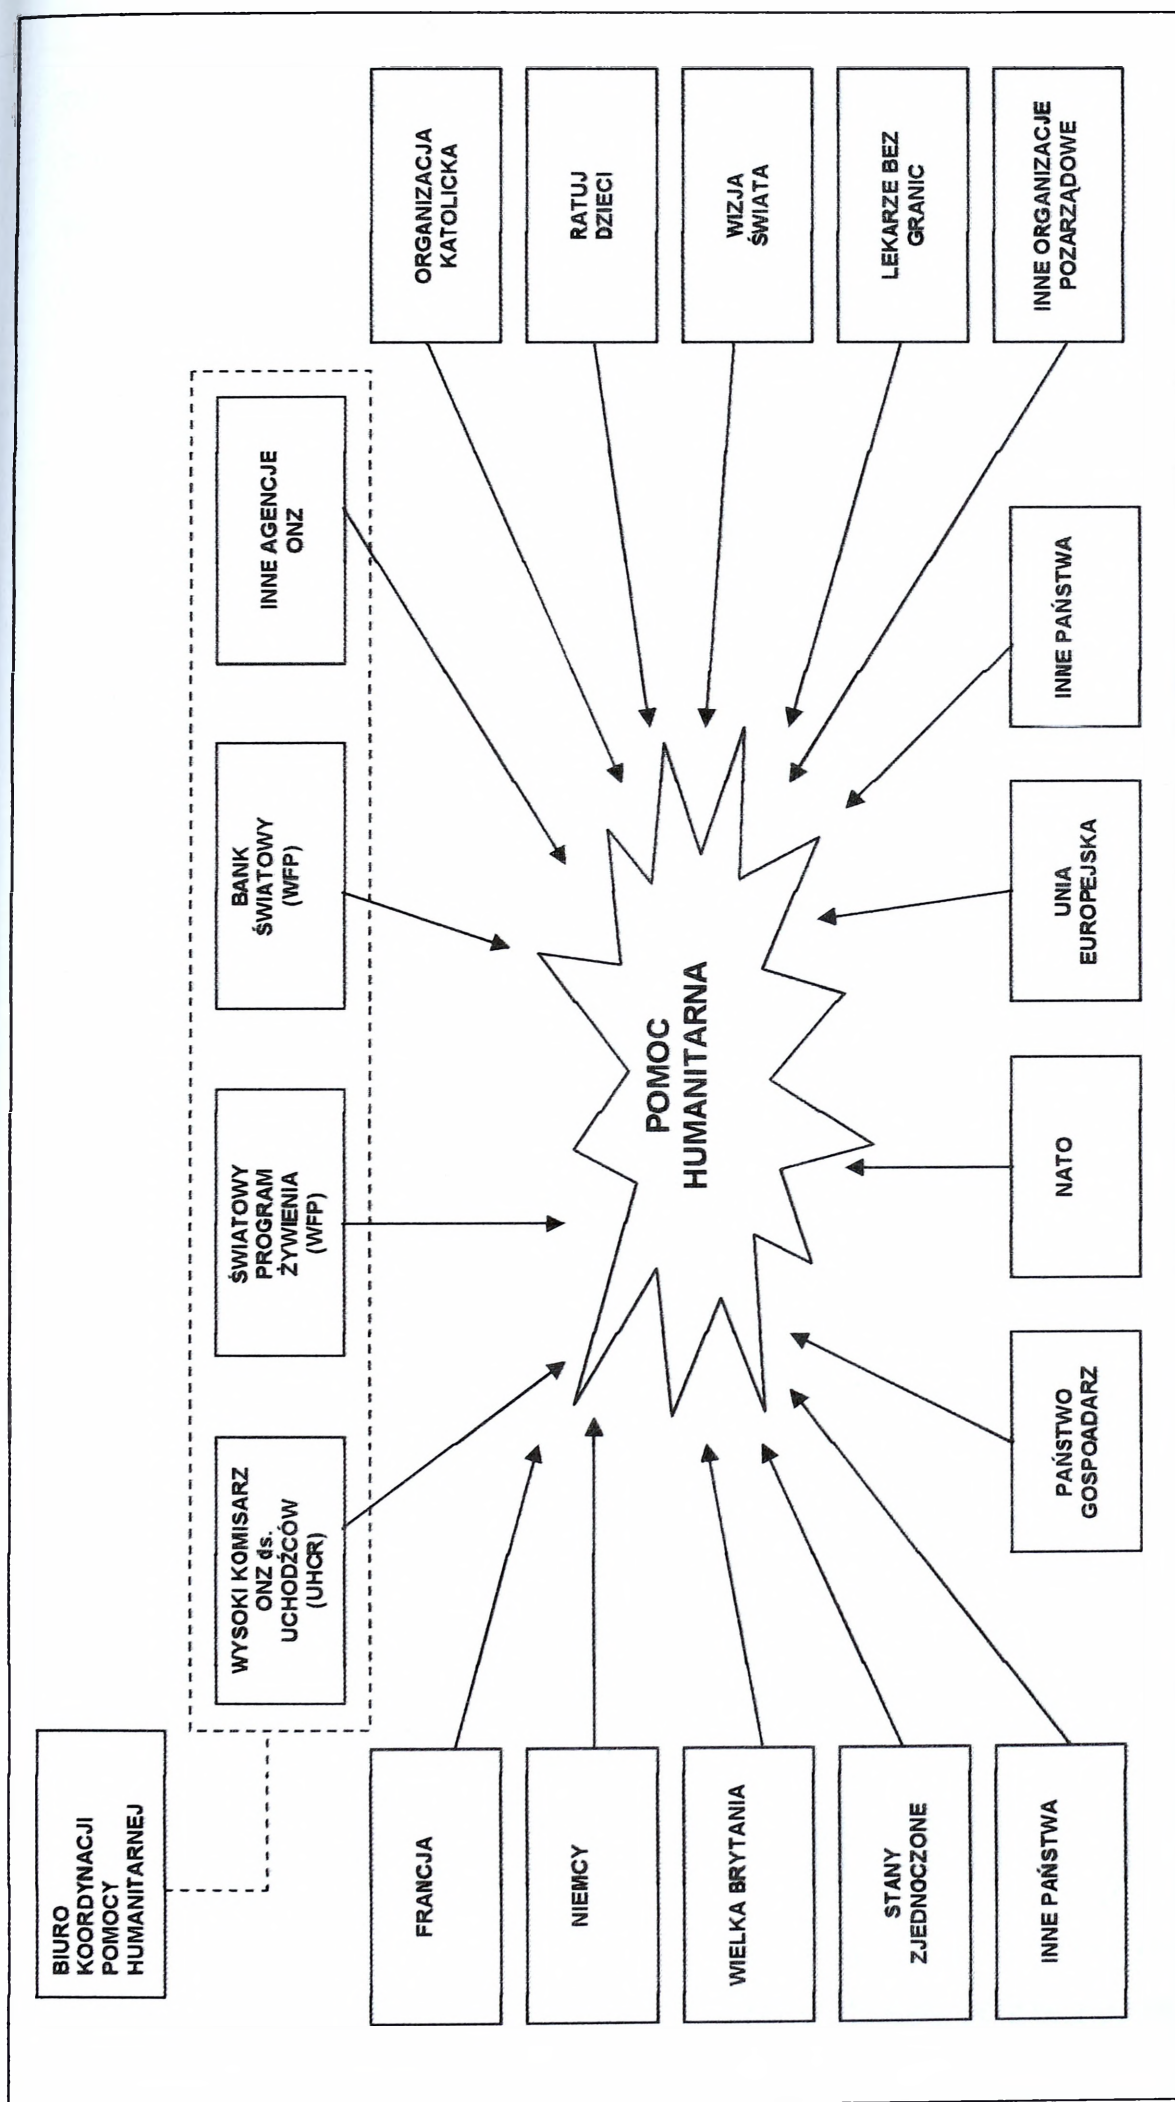 BIURO
KOORDYNACJI
POMOCY
HUMANITARNEJ
WYSOKI KOMISARZ
ONZ ds.
UCHODŹCÓW
(UHCR)
ŚWIATOWY
PROGRAM
ŻYWIENIA
(WFP)
BANK
ŚWIATOWY
(WFP)
INNE AGENCJE
ONZ
FRANCJA
NIEMCY
WIELKA BRYTANIA
STANY
ZJEDNOCZONE
INNE PAŃSTWA
POMOC
HUMANITARNA
ORGANIZACJA
KATOLICKA
RATUJ
DZIECI
WIZJA
ŚWIATA
LEKARZE BEZ
GRANIC
INNE ORGANIZACJE
POZARZĄDOWE
PAŃSTWO
GOSPOADARZ
NATO
UNIA
EUROPEJSKA
INNE PAŃSTWA